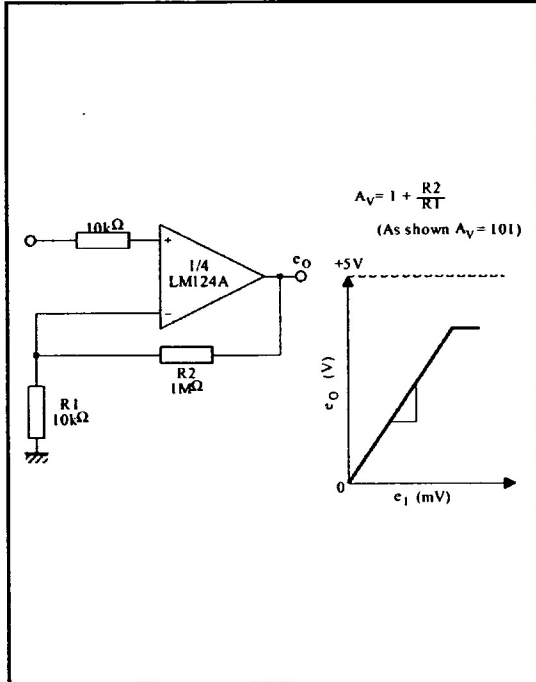 A_V = 1 + R2/R1
(As shown A_V = 101)
10kΩ
+
1/4
LM124A
−
e_O
R2
1MΩ
R1
10kΩ
+5V
e_O (V)
0
e_I (mV)